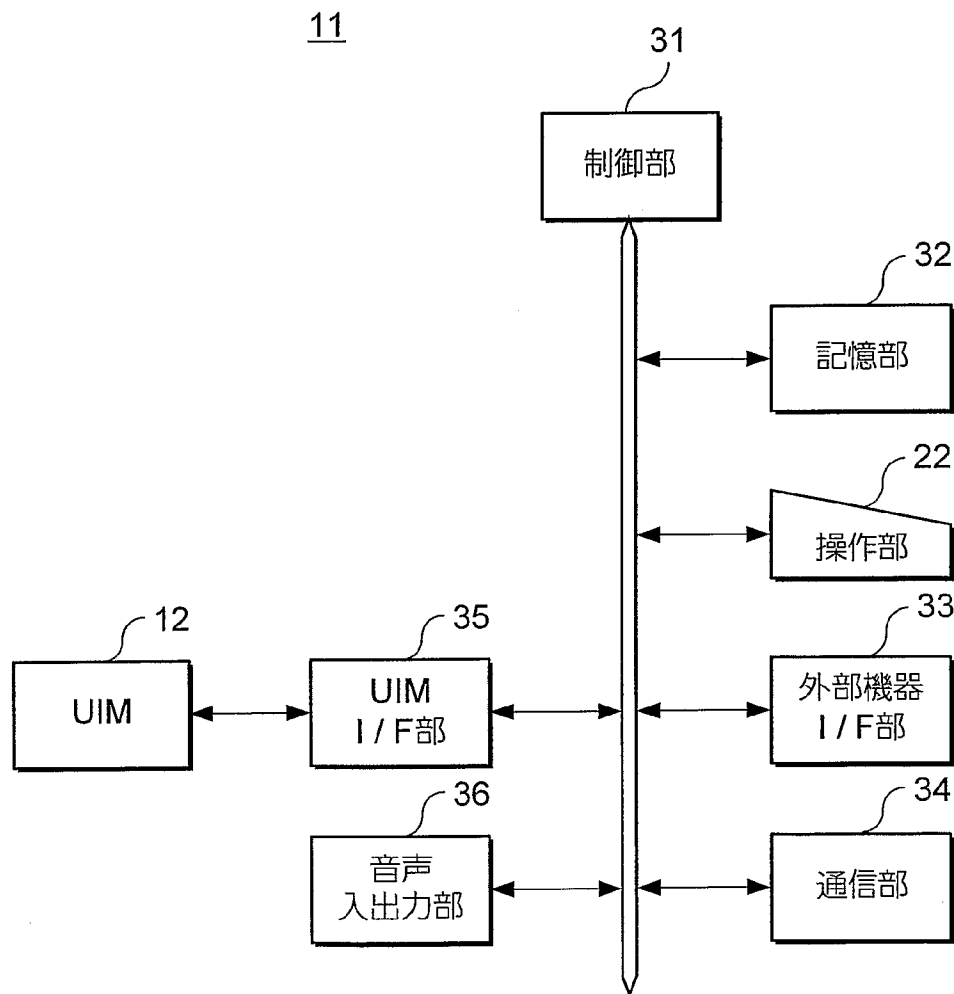 11
31
制御部
32
記憶部
22
操作部
12
UIM
35
UIM
I/F部
33
外部機器
I/F部
36
音声
入出力部
34
通信部